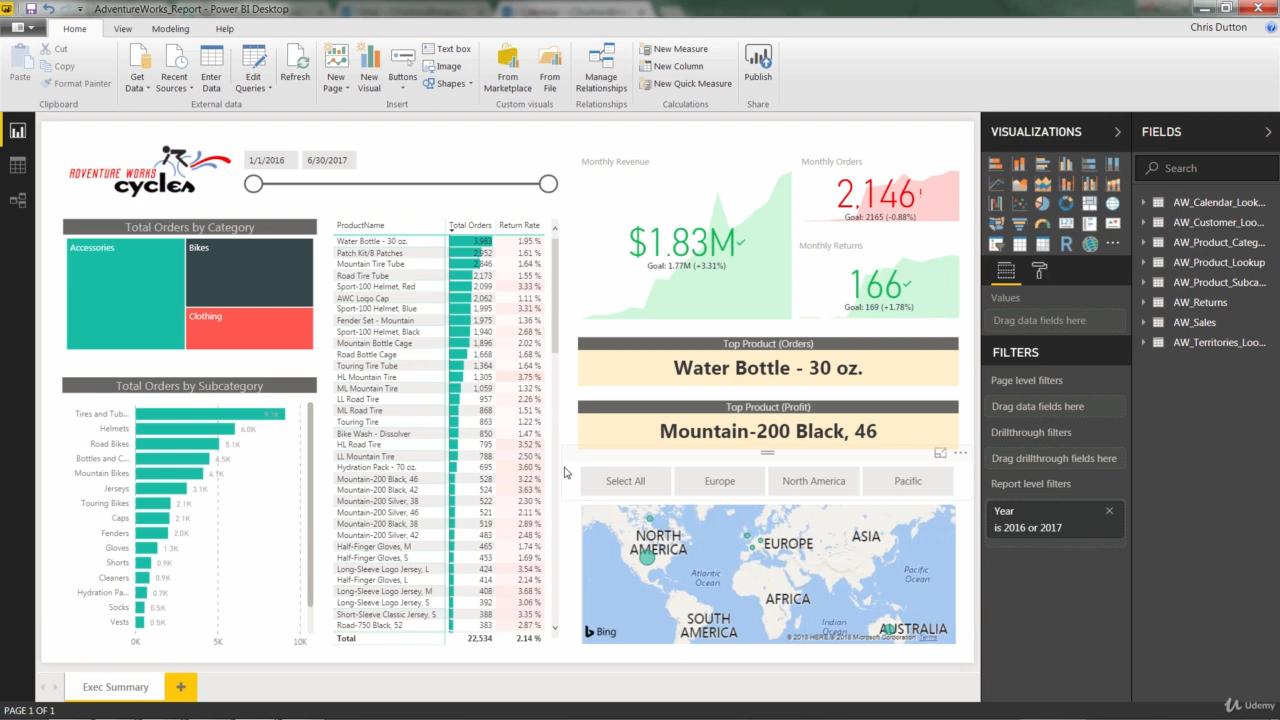 AdventureWorks_Report - Power BI Desktop
Home View Modeling Help
Chris Dutton
Paste
Cut
Copy
Format Painter
Clipboard
Get Data
Recent Sources
Enter Data
Edit Queries
Refresh
External data
New Page
New Visual
Buttons
Text box
Image
Shapes
Insert
From Marketplace
From File
Custom visuals
Manage Relationships
Relationships
New Measure
New Column
New Quick Measure
Calculations
Publish
Share
ADVENTURE WORKS
cycles
1/1/2016 6/30/2017
Total Orders by Category
Accessories
Bikes
Clothing
Total Orders by Subcategory
Tires and Tub...
Helmets 6.0K
Road Bikes 5.1K
Bottles and C... 4.5K
Mountain Bikes 4.1K
Jerseys 3.1K
Touring Bikes 2.1K
Caps 2.1K
Fenders 2.0K
Gloves 1.3K
Shorts 0.9K
Cleaners 0.9K
Hydration Pa... 0.7K
Socks 0.5K
Vests 0.5K
0K 5K 10K
ProductName Total Orders Return Rate
Water Bottle - 30 oz. 3,983 1.95 %
Patch Kit/8 Patches 2,952 1.61 %
Mountain Tire Tube 2,846 1.64 %
Road Tire Tube 2,173 1.55 %
Sport-100 Helmet, Red 2,099 3.33 %
AWC Logo Cap 2,062 1.11 %
Sport-100 Helmet, Blue 1,995 3.31 %
Fender Set - Mountain 1,975 1.36 %
Sport-100 Helmet, Black 1,940 2.68 %
Mountain Bottle Cage 1,896 2.02 %
Road Bottle Cage 1,668 1.68 %
Touring Tire Tube 1,364 1.64 %
HL Mountain Tire 1,305 3.75 %
ML Mountain Tire 1,059 1.32 %
LL Road Tire 957 2.26 %
ML Road Tire 868 1.51 %
Touring Tire 863 1.22 %
Bike Wash - Dissolver 850 1.47 %
HL Road Tire 795 3.52 %
LL Mountain Tire 788 2.50 %
Hydration Pack - 70 oz. 695 3.60 %
Mountain-200 Black, 46 528 3.22 %
Mountain-200 Black, 42 524 3.63 %
Mountain-200 Silver, 38 522 2.30 %
Mountain-200 Silver, 46 521 2.11 %
Mountain-200 Black, 38 519 2.89 %
Mountain-200 Silver, 42 483 2.48 %
Half-Finger Gloves, M 465 1.74 %
Half-Finger Gloves, S 453 1.69 %
Long-Sleeve Logo Jersey, L 424 3.54 %
Half-Finger Gloves, L 414 2.14 %
Long-Sleeve Logo Jersey, M 408 3.68 %
Long-Sleeve Logo Jersey, S 392 3.06 %
Short-Sleeve Classic Jersey, S 388 3.35 %
Road-750 Black, 52 383 2.87 %
Total 22,534 2.14 %
Monthly Revenue
$1.83M
Goal: 1.77M (+3.31%)
Monthly Orders
2,146!
Goal: 2165 (-0.88%)
Monthly Returns
166
Goal: 169 (+1.78%)
Top Product (Orders)
Water Bottle - 30 oz.
Top Product (Profit)
Mountain-200 Black, 46
Select All Europe North America Pacific
NORTH AMERICA
EUROPE
ASIA
Atlantic Ocean
Pacific Ocean
AFRICA
SOUTH AMERICA
Indian Ocean
AUSTRALIA
Bing
© 2018 HERE © 2018 Microsoft Corporation Terms
VISUALIZATIONS
R
Values
Drag data fields here
FILTERS
Page level filters
Drag data fields here
Drillthrough filters
Drag drillthrough fields here
Report level filters
Year
is 2016 or 2017
FIELDS
Search
AW_Calendar_Look...
AW_Customer_Loo...
AW_Product_Categ...
AW_Product_Lookup
AW_Product_Subca...
AW_Returns
AW_Sales
AW_Territories_Loo...
Exec Summary
PAGE 1 OF 1
Udemy